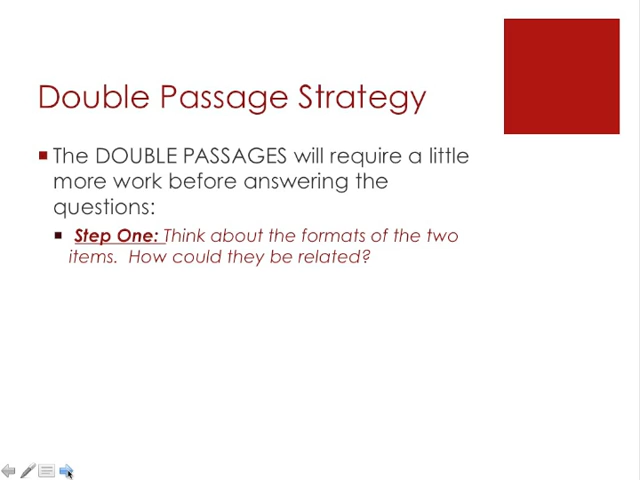 Double Passage Strategy
The DOUBLE PASSAGES will require a little
more work before answering the
questions:
Step One: Think about the formats of the two
items.  How could they be related?